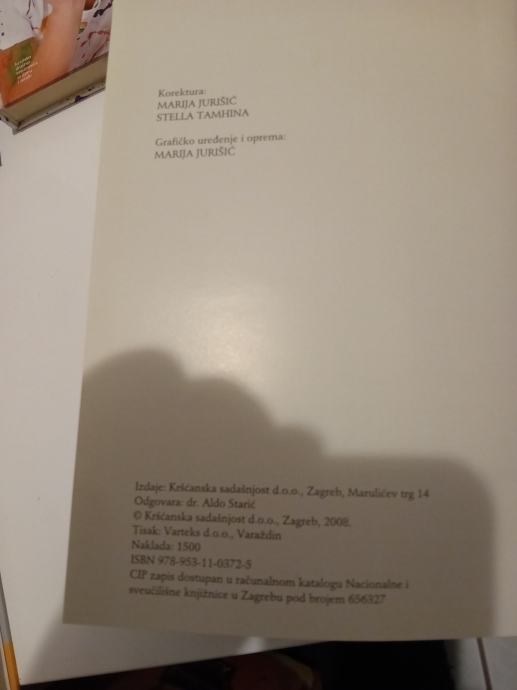 Korektura:
MARIJA JURIŠIĆ
STELLA TAMHINA
Grafičko uređenje i oprema:
MARIJA JURIŠIĆ
Izdaje: Kršćanska sadašnjost d.o.o., Zagreb, Marulićev trg 14
Odgovara: dr. Aldo Starić
© Kršćanska sadašnjost d.o.o., Zagreb, 2008.
Tisak: Varteks d.o.o., Varaždin
Naklada: 1500
ISBN 978-953-11-0372-5
CIP zapis dostupan u računalnom katalogu Nacionalne i
sveučilišne knjižnice u Zagrebu pod brojem 656327